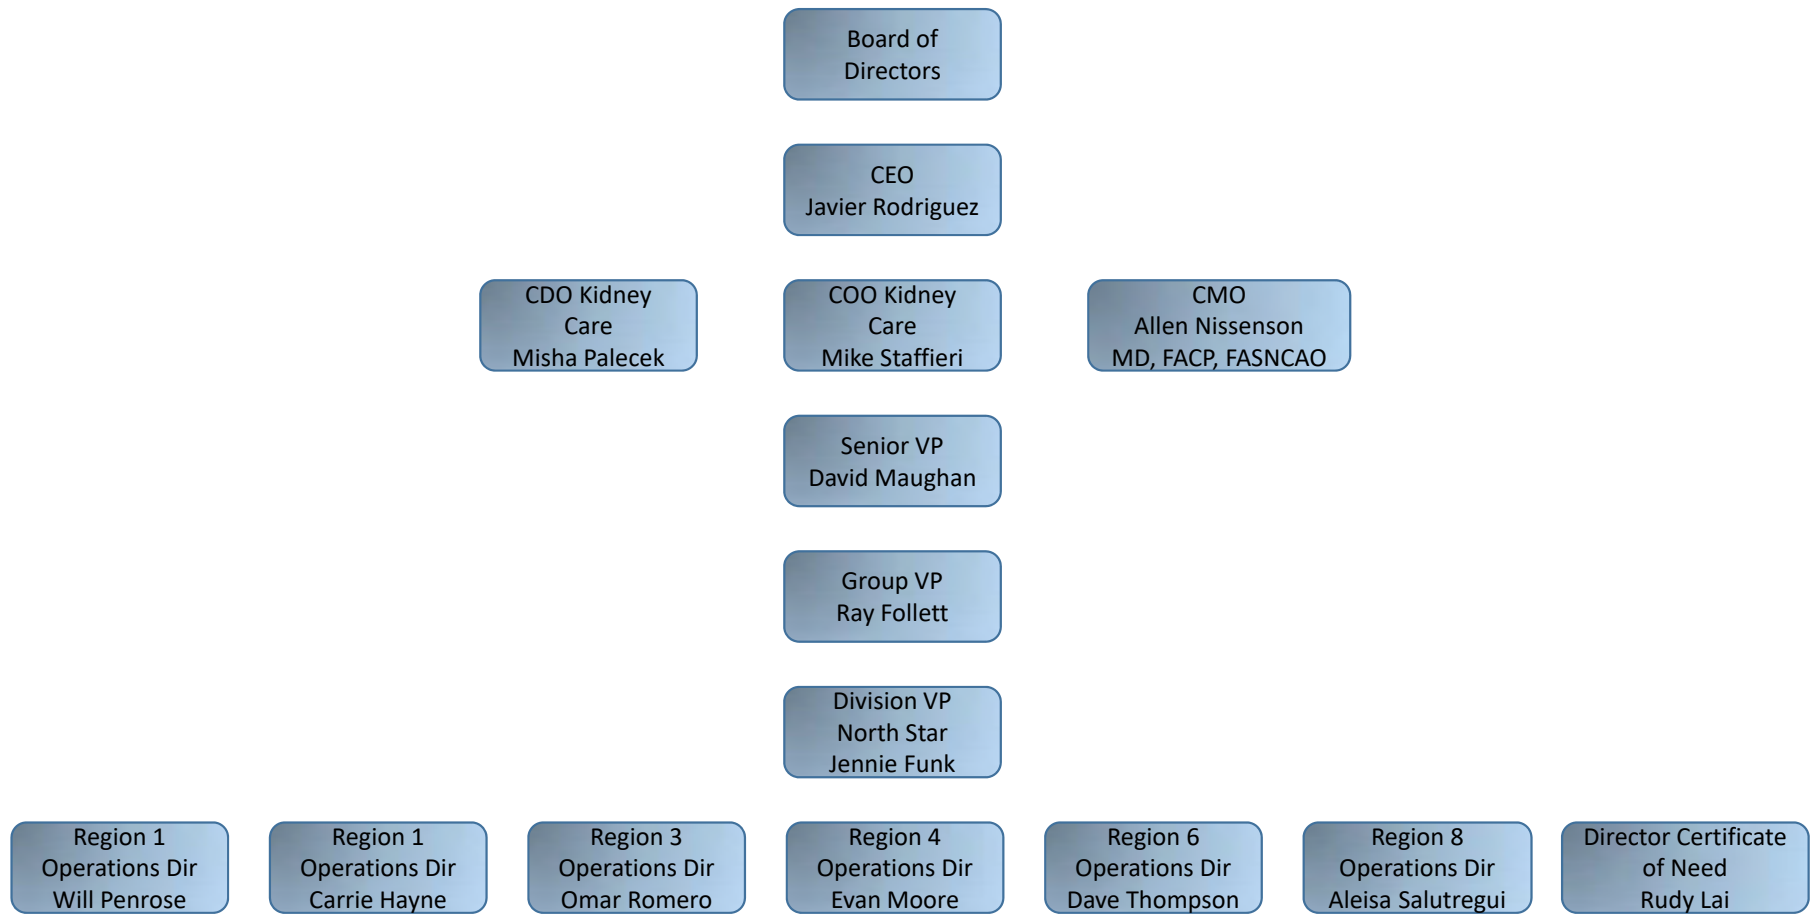 Board of
Directors
CEO
Javier Rodriguez
CDO Kidney
Care
Misha Palecek
COO Kidney
Care
Mike Staffieri
CMO
Allen Nissenson
MD, FACP, FASNCAO
Senior VP
David Maughan
Group VP
Ray Follett
Division VP
North Star
Jennie Funk
Region 1
Operations Dir
Will Penrose
Region 1
Operations Dir
Carrie Hayne
Region 3
Operations Dir
Omar Romero
Region 4
Operations Dir
Evan Moore
Region 6
Operations Dir
Dave Thompson
Region 8
Operations Dir
Aleisa Salutregui
Director Certificate
of Need
Rudy Lai